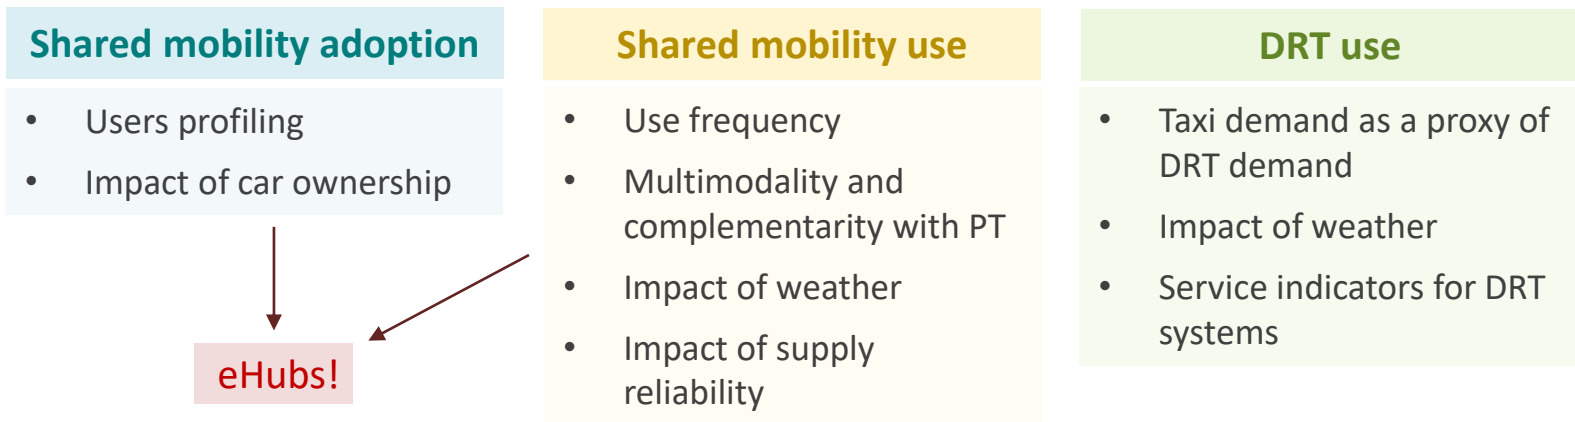 Shared mobility adoption
• Users profiling
• Impact of car ownership
eHubs!
Shared mobility use
• Use frequency
• Multimodality and
complementarity with PT
• Impact of weather
• Impact of supply
reliability
DRT use
• Taxi demand as a proxy of
DRT demand
• Impact of weather
• Service indicators for DRT
systems